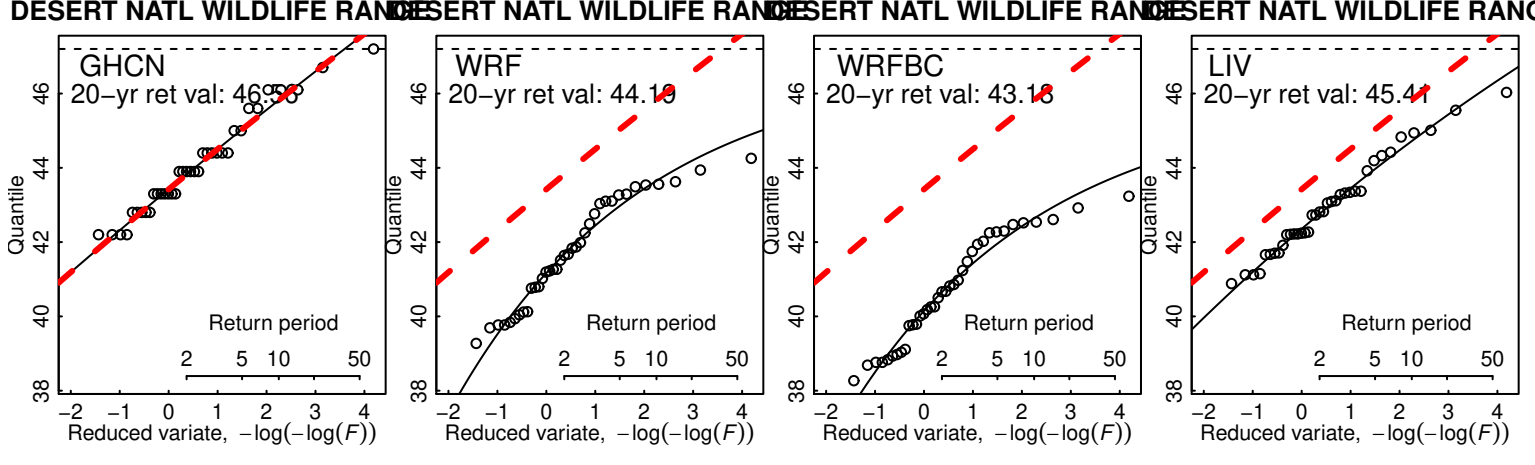 DESERT NATL WILDLIFE RANGE
GHCN
20−yr ret val: 46.
Quantile
38 40 42 44 46
Return period
2 5 10 50
−2 −1 0 1 2 3 4
Reduced variate, −log(−log(F))
DESERT NATL WILDLIFE RANGE
WRF
20−yr ret val: 44.19
Quantile
38 40 42 44 46
Return period
2 5 10 50
−2 −1 0 1 2 3 4
Reduced variate, −log(−log(F))
DESERT NATL WILDLIFE RANGE
WRFBC
20−yr ret val: 43.18
Quantile
38 40 42 44 46
Return period
2 5 10 50
−2 −1 0 1 2 3 4
Reduced variate, −log(−log(F))
DESERT NATL WILDLIFE RANG
LIV
20−yr ret val: 45.41
Quantile
38 40 42 44 46
Return period
2 5 10 50
−2 −1 0 1 2 3 4
Reduced variate, −log(−log(F))